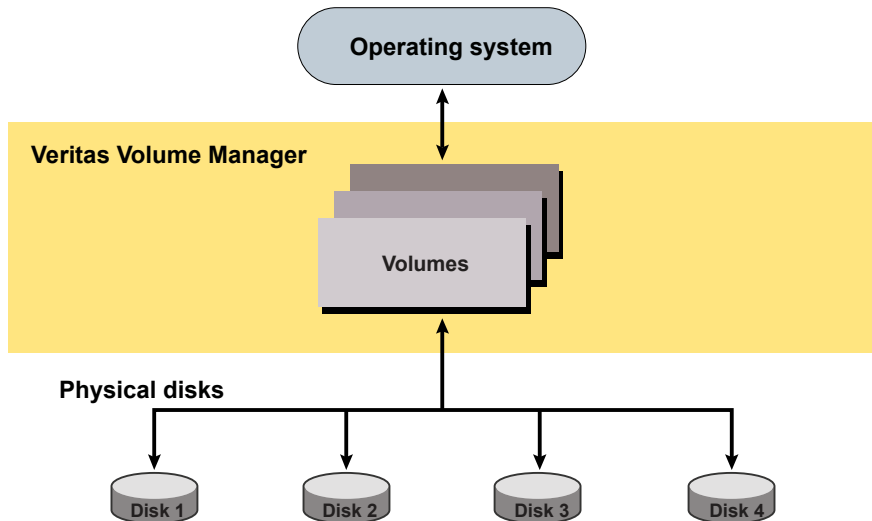 Operating system
Veritas Volume Manager
Volumes
Physical disks
Disk 1
Disk 2
Disk 3
Disk 4